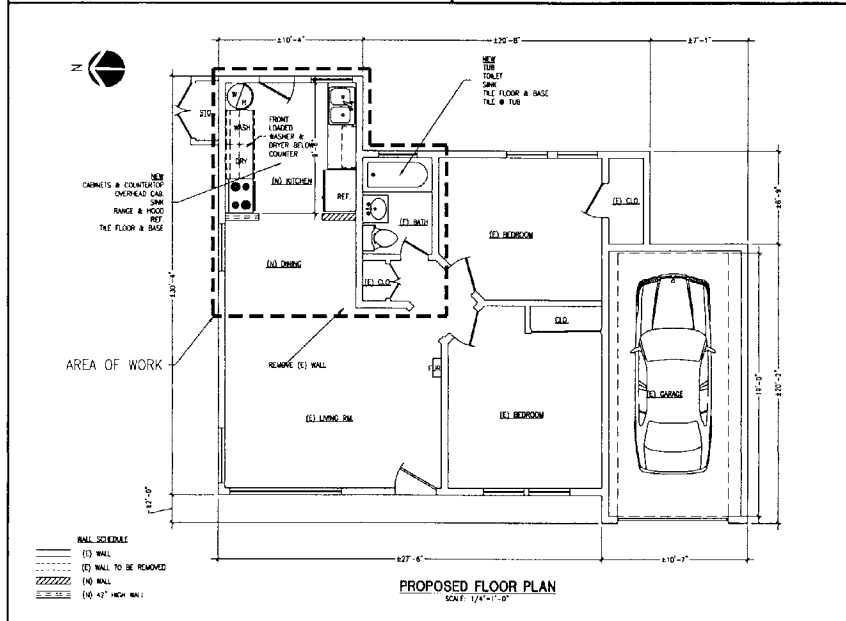 ±10'-4"
±7'-1"
N
NEW
TUB
TOILET
SINK
TILE FLOOR & BASE
TILE @ TUB
STO.
W
H
WASH
DRY
FRONT
LOADED
WASHER &
DRYER BELOW
COUNTER
NEW
CABINETS & COUNTERTOP
OVERHEAD CAB.
SINK
RANGE & HOOD
REF.
TILE FLOOR & BASE
(N) KITCHEN
REF.
(E) BATH
(E) BEDROOM
(E) CLO.
±6'-9"
(N) DINING
(E) CLO.
±30'-4"
CLO.
AREA OF WORK
REMOVE (E) WALL
FUR
(E) LIVING RM.
(E) BEDROOM
(E) GARAGE
19'-0"
±20'-2"
±2'-0"
WALL SCHEDULE
(E) WALL
(E) WALL TO BE REMOVED
(N) WALL
(N) 42" HIGH WALL
±27'-6"
±10'-7"
PROPOSED FLOOR PLAN
SCALE: 1/4"=1'-0"